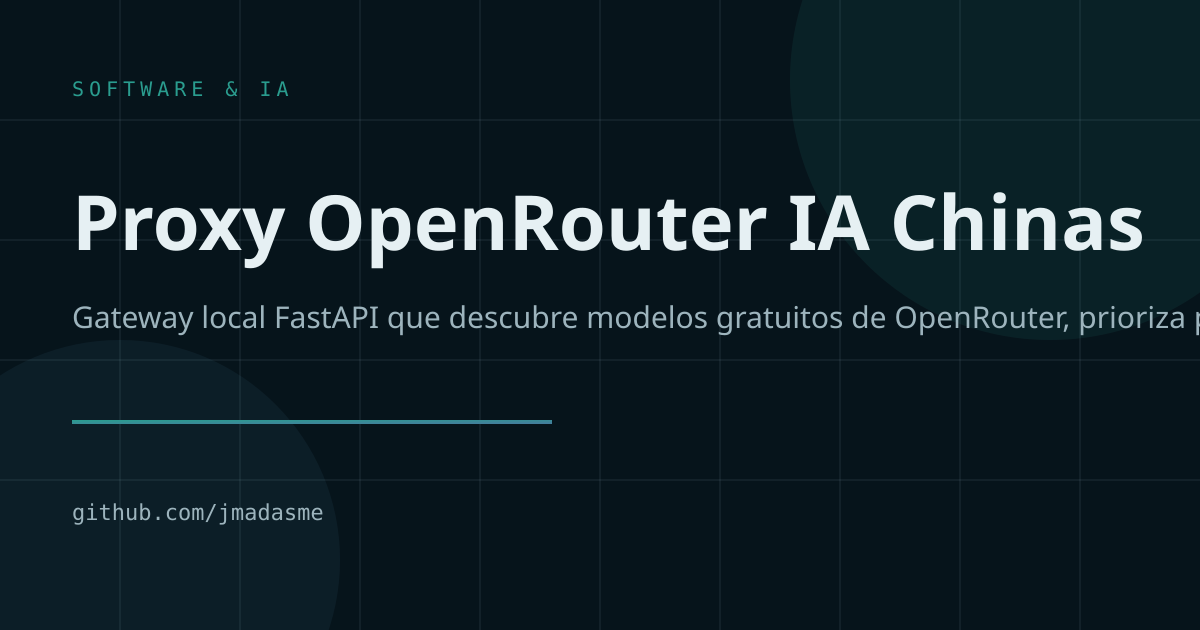 SOFTWARE & IA
Proxy OpenRouter IA Chinas
Gateway local FastAPI que descubre modelos gratuitos de OpenRouter, prioriza
github.com/jmadasme